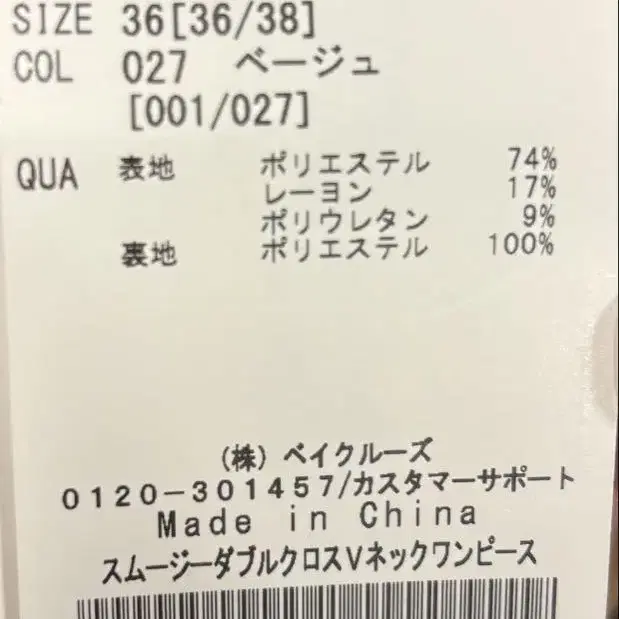 SIZE 36[36/38]
COL 027 ベージュ
[001/027]
QUA 表地 ポリエステル 74%
レーヨン 17%
ポリウレタン 9%
裏地 ポリエステル 100%
(株) ベイクルーズ
0120-301457/カスタマーサポート
Made in China
スムージーダブルクロスVネックワンピース